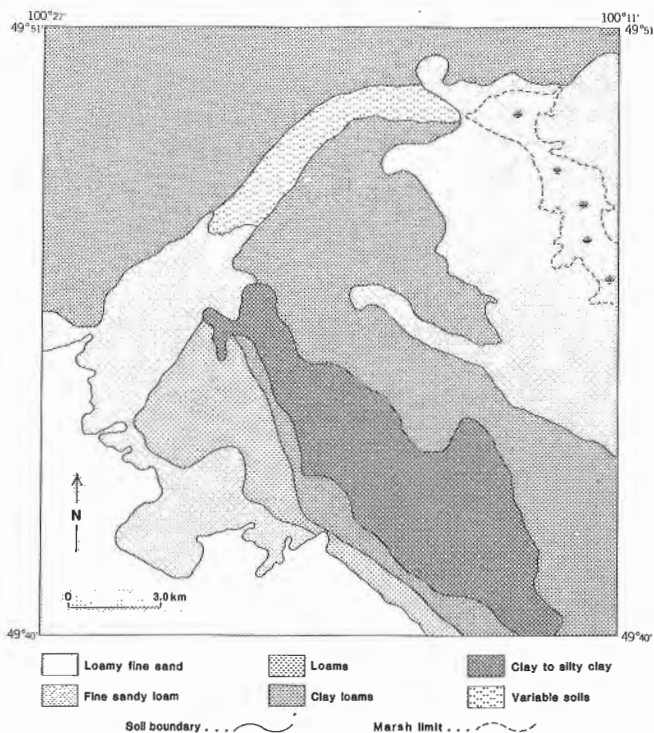 100°27' 100°11'
49°51' 49°51'
N
0 3.0 km
49°40' 49°40'
Loamy fine sand Loams Clay to silty clay
Fine sandy loam Clay loams Variable soils
Soil boundary . . . Marsh limit . . .